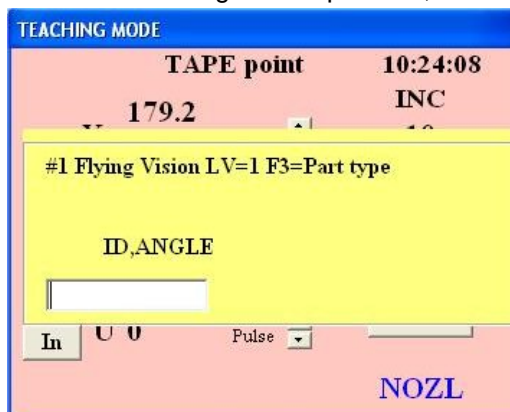 TEACHING MODE
TAPE point 10:24:08
179.2 INC
#1 Flying Vision LV=1 F3=Part type
ID,ANGLE
In U 0 Pulse
NOZL